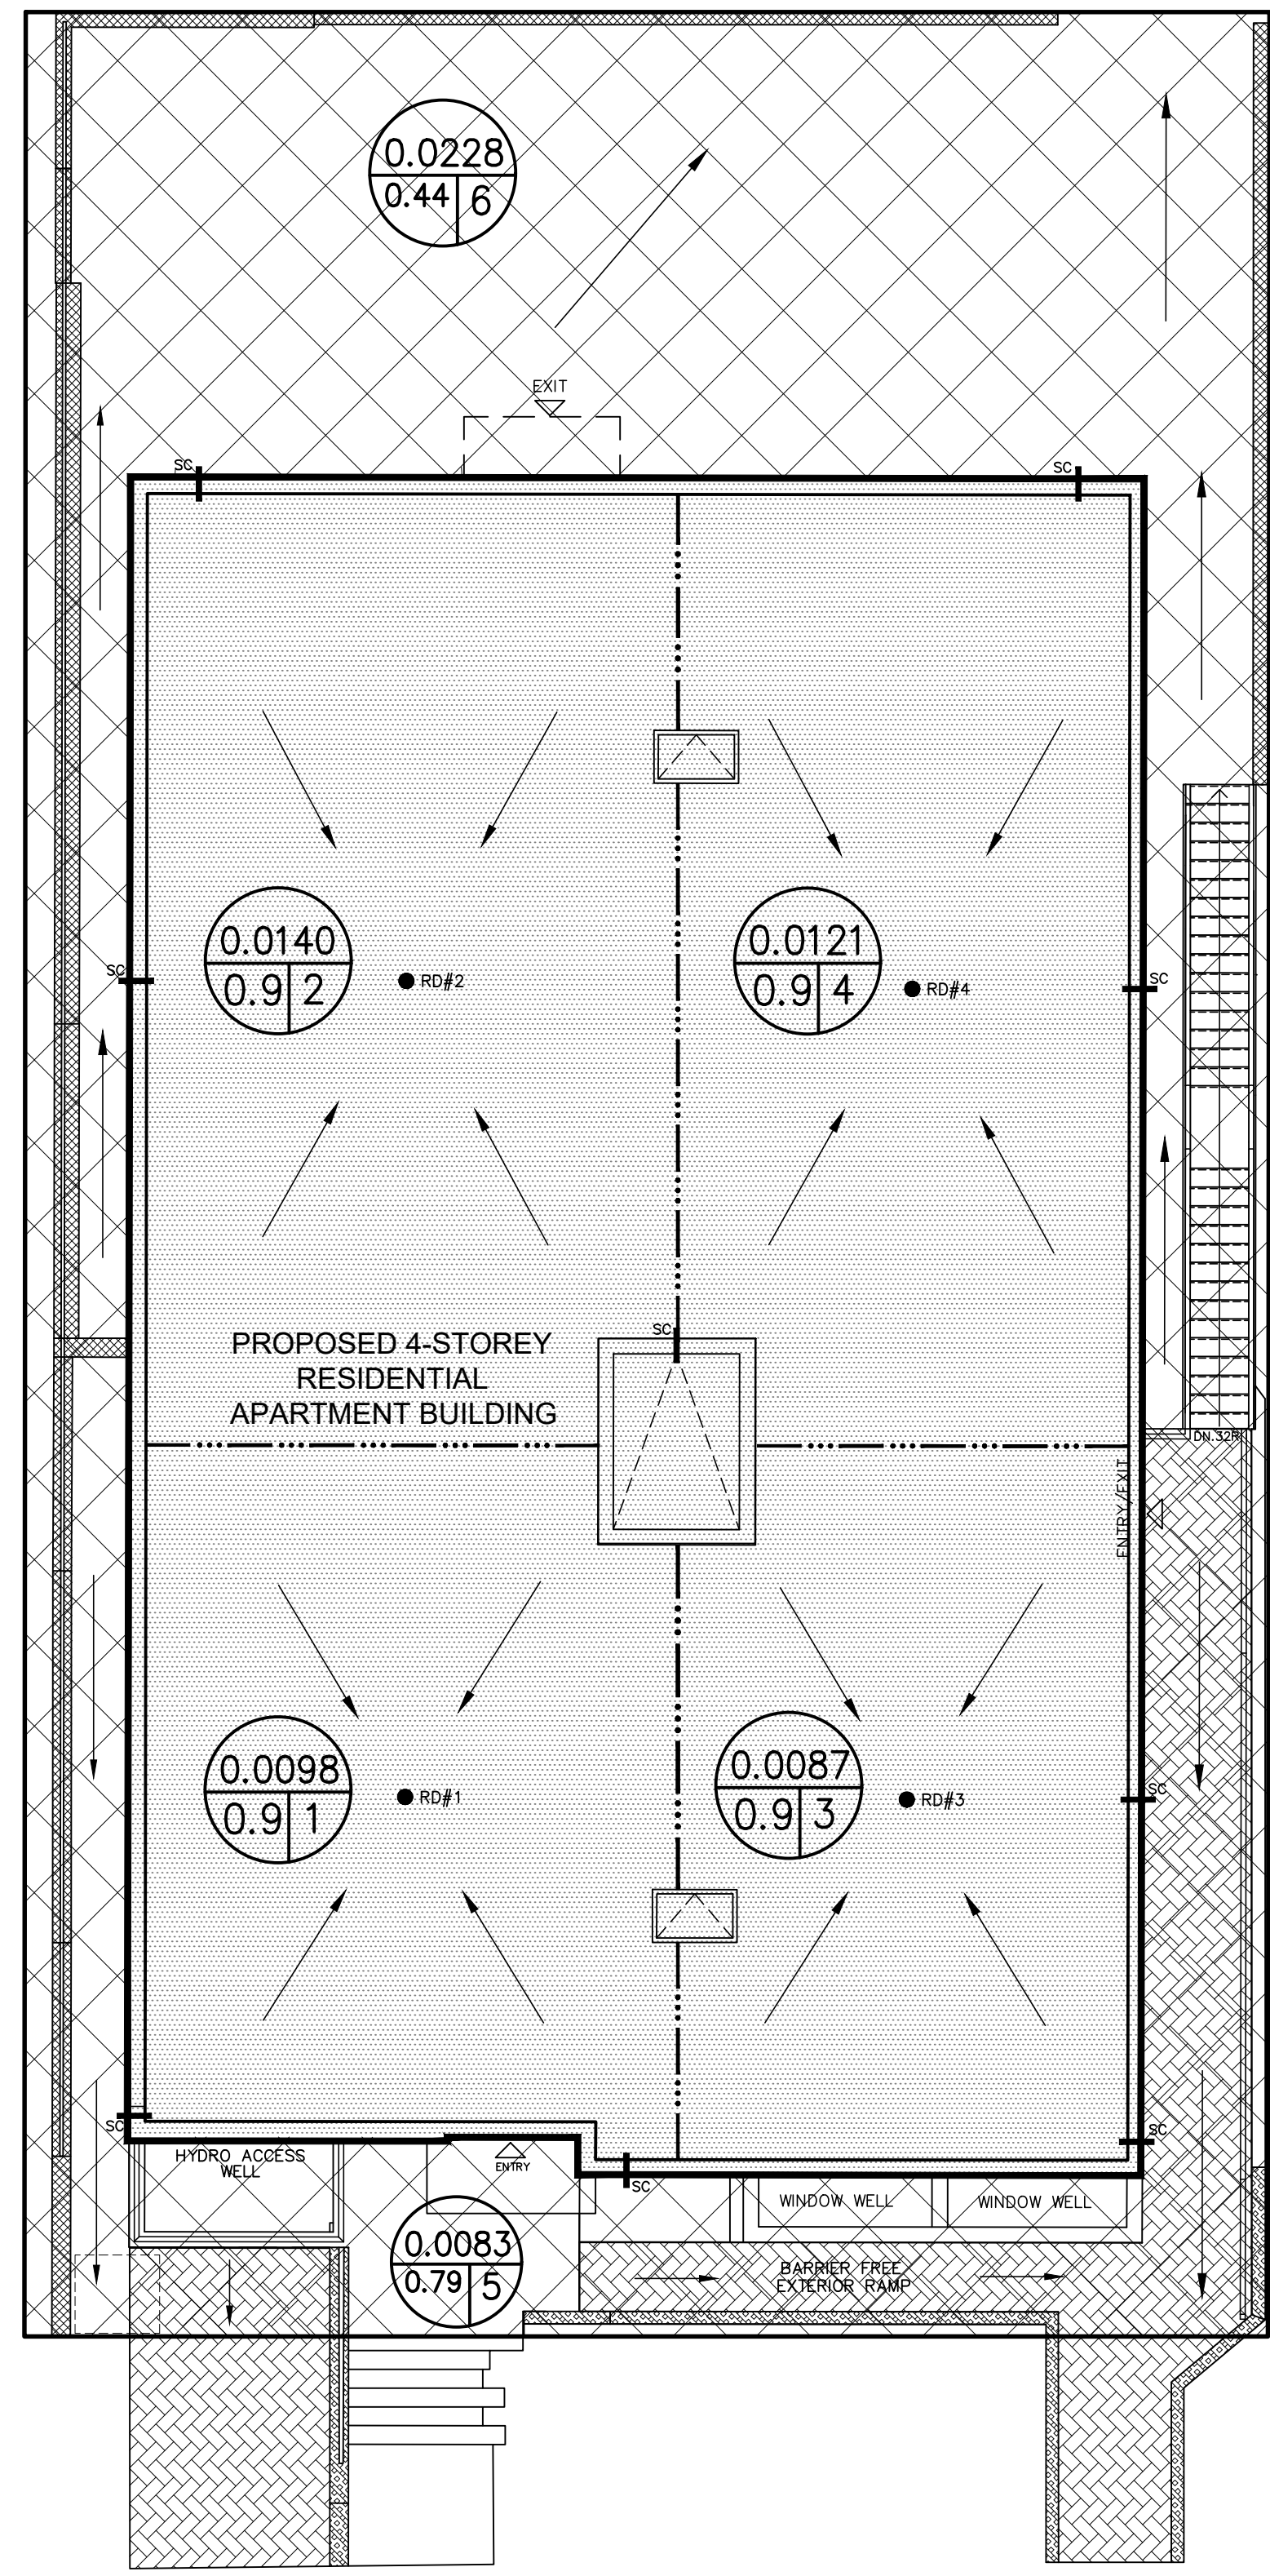 0.0228
0.44 6
EXIT
SC
SC
0.0140
0.9 2
RD#2
0.0121
0.9 4
RD#4
SC
SC
SC
PROPOSED 4-STOREY
RESIDENTIAL
APARTMENT BUILDING
DN.32R
ENTRY/EXIT
0.0098
0.9 1
RD#1
0.0087
0.9 3
RD#3
SC
SC
SC
HYDRO ACCESS
WELL
ENTRY
SC
WINDOW WELL
WINDOW WELL
0.0083
0.79 5
BARRIER FREE
EXTERIOR RAMP